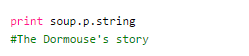 print soup.p.string
#The Dormouse's story